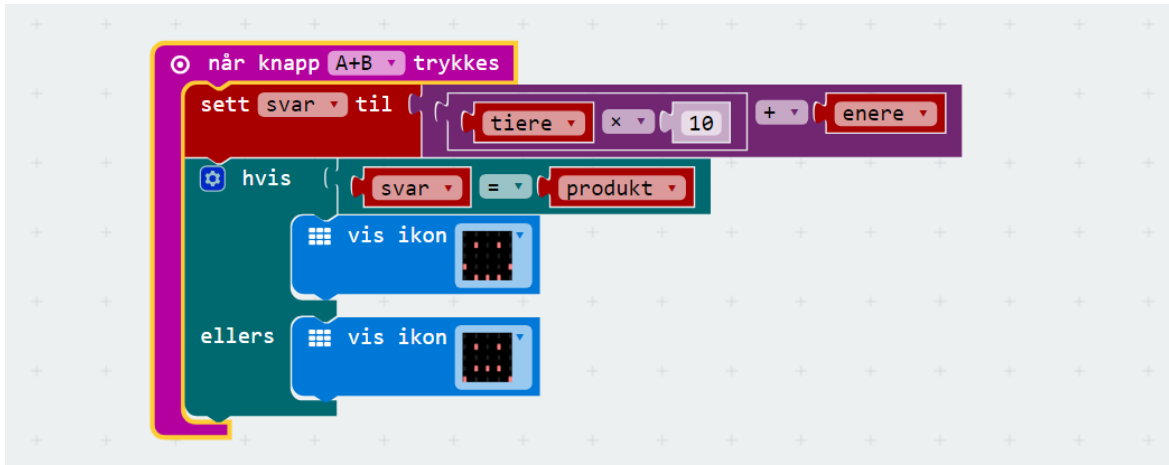 når knapp A+B trykkes
sett svar til tiere × 10 + enere
hvis svar = produkt
vis ikon
ellers vis ikon